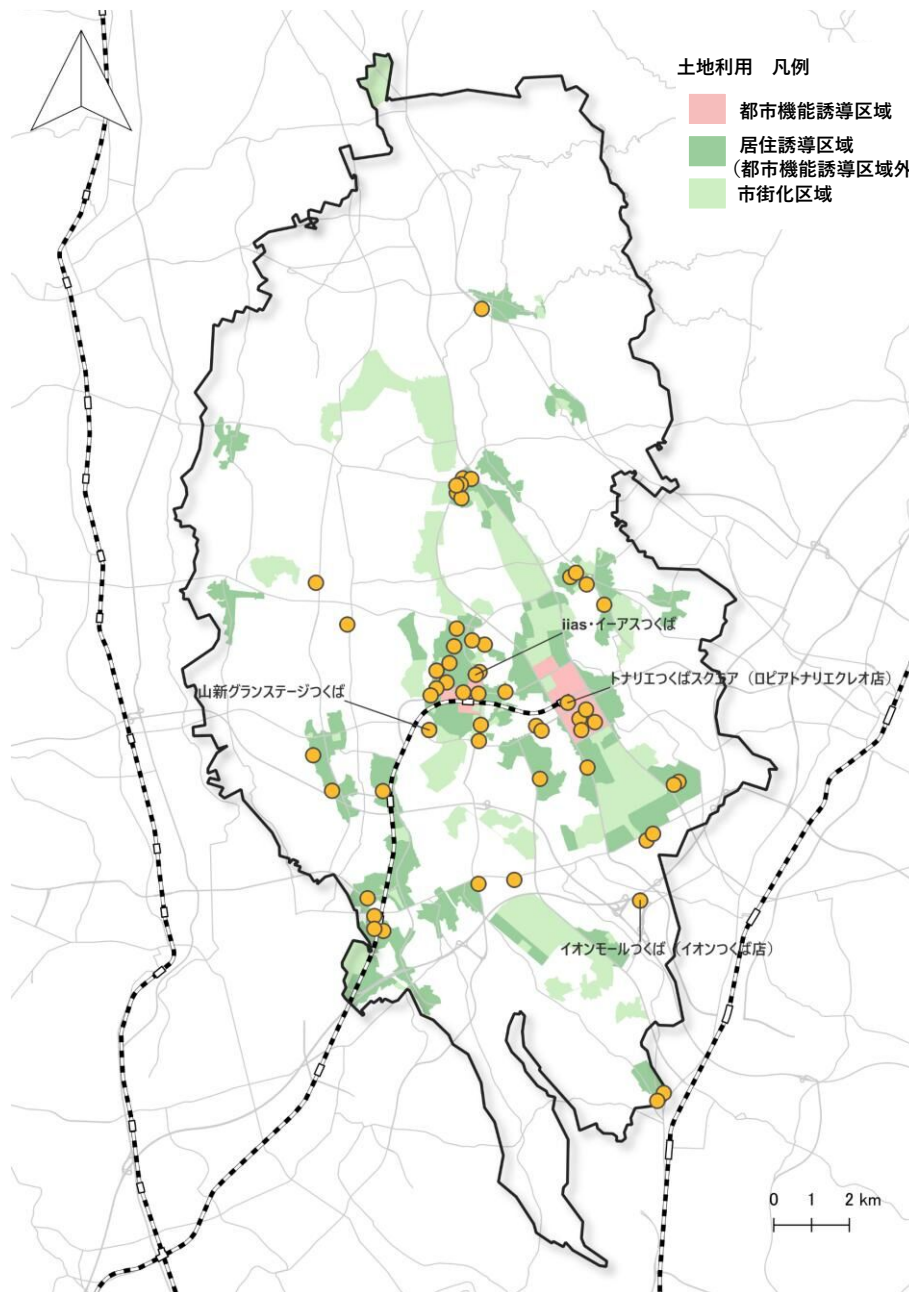 土地利用 凡例
都市機能誘導区域
居住誘導区域
(都市機能誘導区域外
市街化区域
iias・イーアスつくば
トナリエつくばスクエア (ロピアトナリエクレオ店)
山新グランステージつくば
イオンモールつくば (イオンつくば店)
0 1 2 km